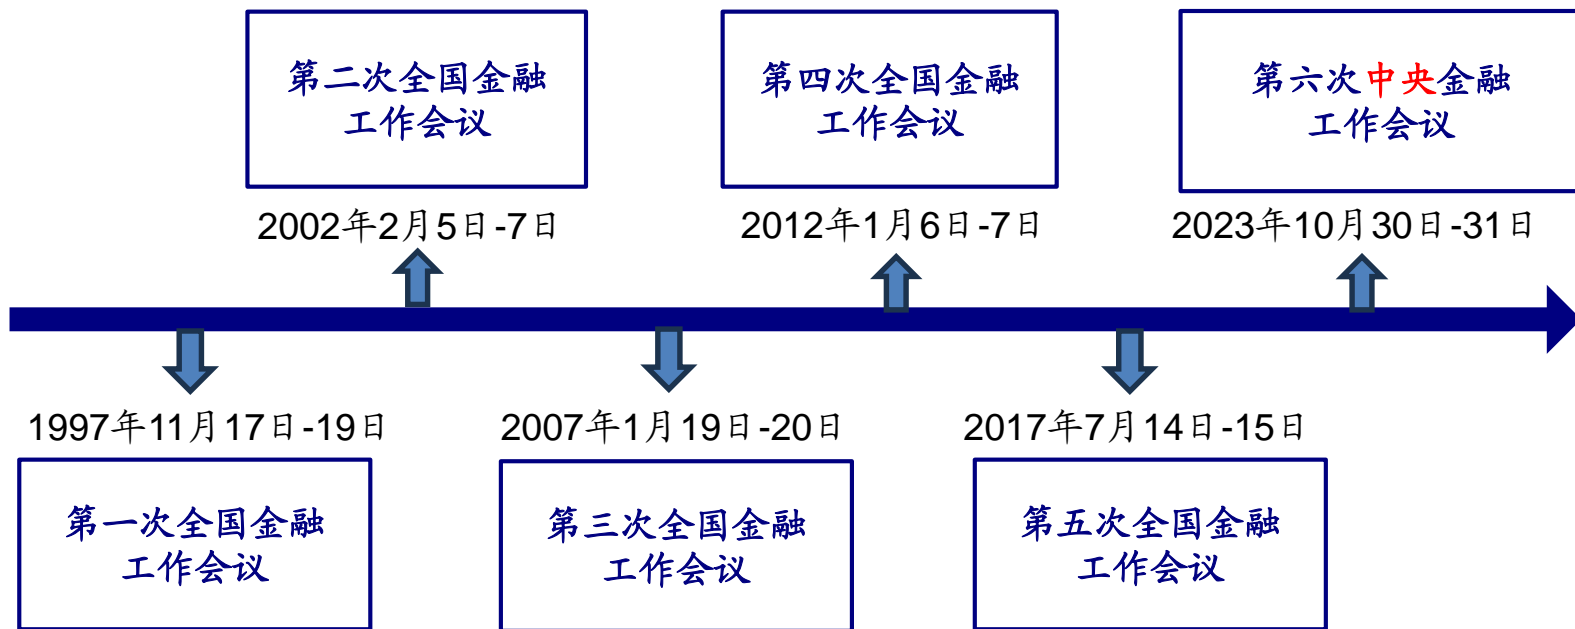 第二次全国金融
工作会议
第四次全国金融
工作会议
第六次中央金融
工作会议
2002年2月5日-7日
2012年1月6日-7日
2023年10月30日-31日
1997年11月17日-19日
2007年1月19日-20日
2017年7月14日-15日
第一次全国金融
工作会议
第三次全国金融
工作会议
第五次全国金融
工作会议